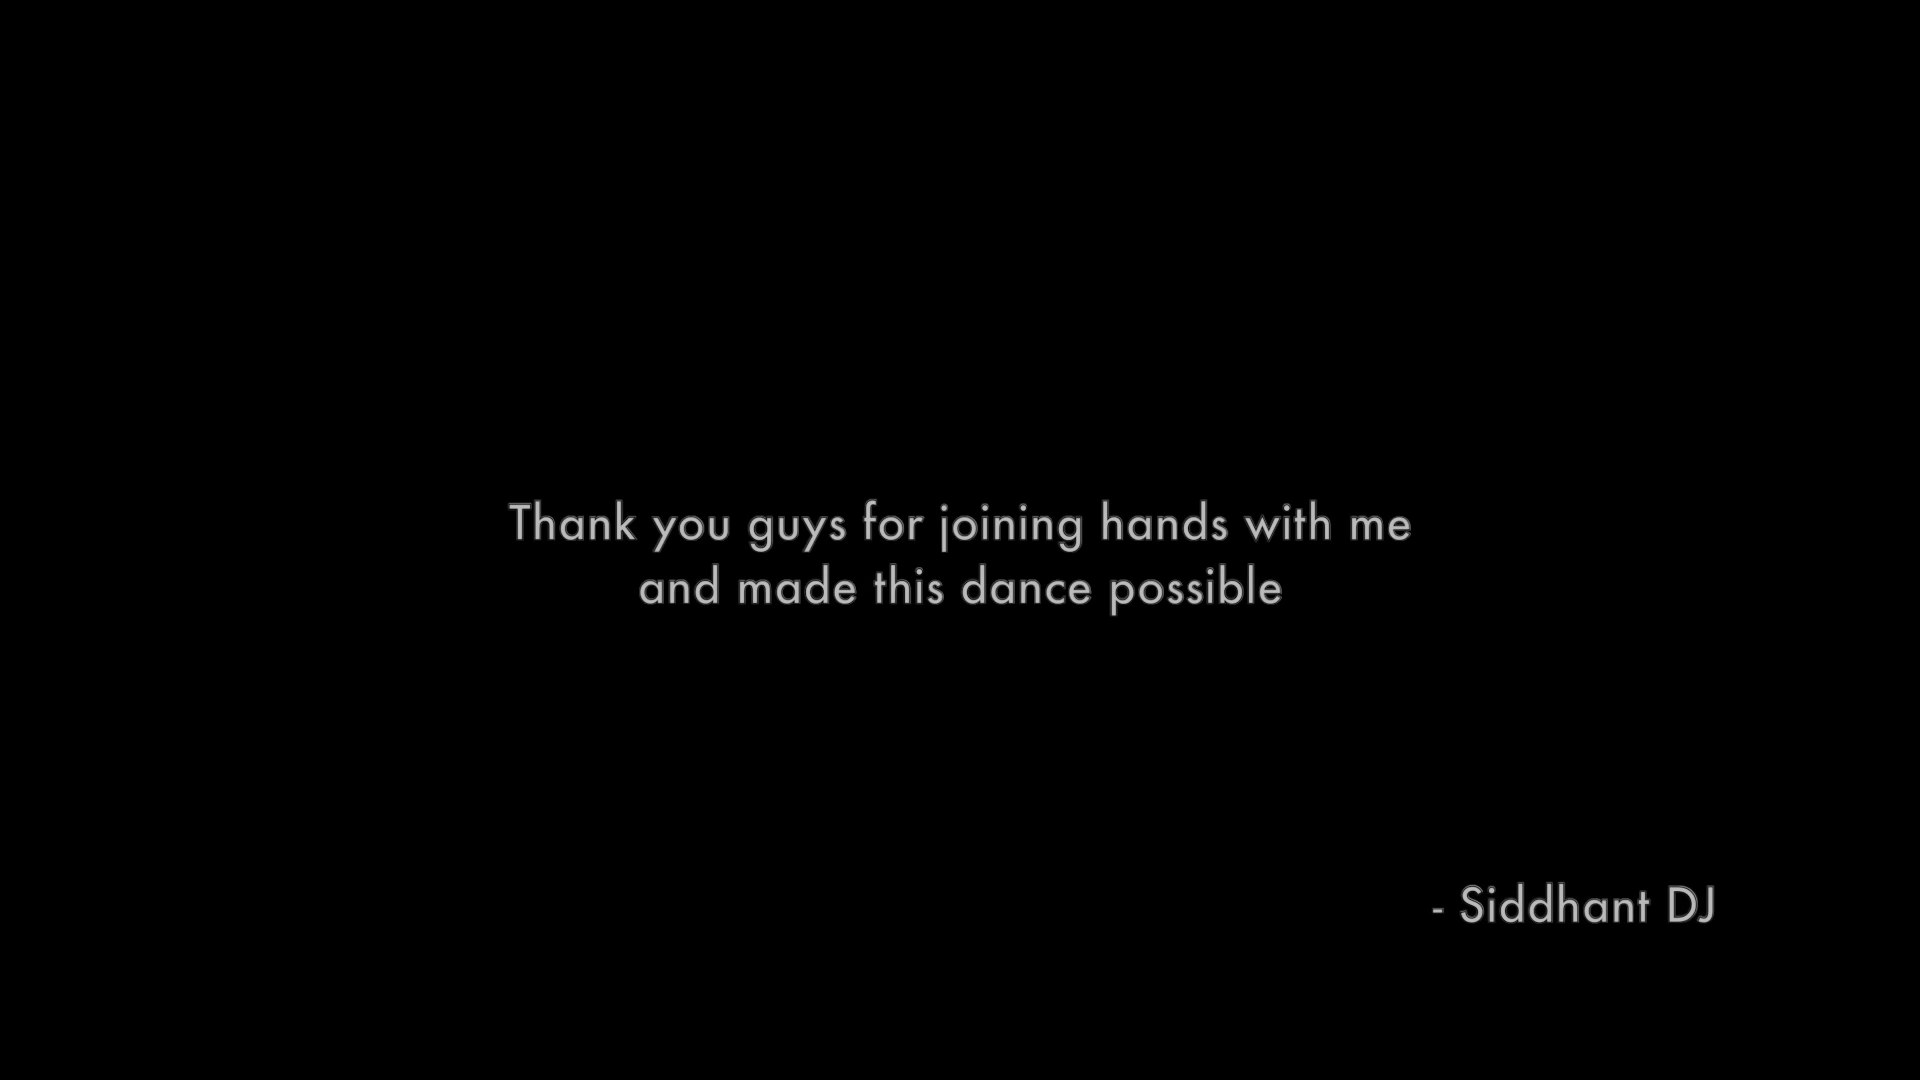 Thank you guys for joining hands with me
and made this dance possible
- Siddhant DJ